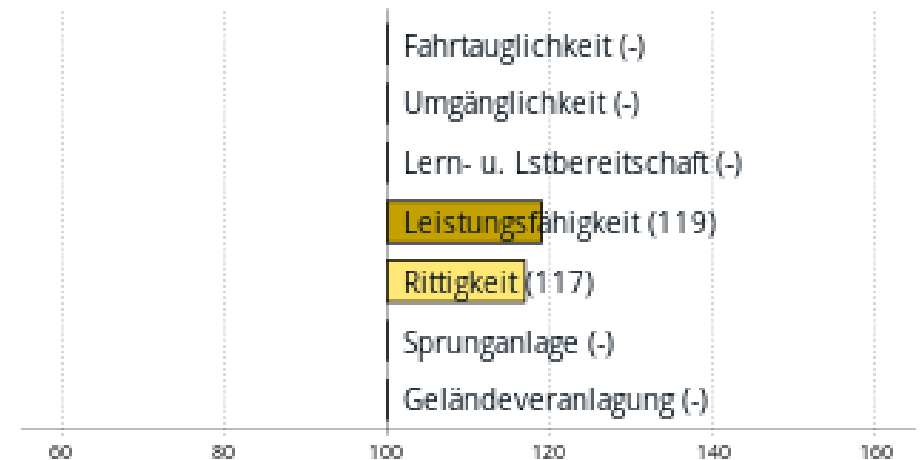 Fahrtauglichkeit (-)
Umgänglichkeit (-)
Lern- u. Lstbereitschaft (-)
Leistungsfähigkeit (119)
Rittigkeit (117)
Sprunganlage (-)
Geländeveranlagung (-)
60 80 100 120 140 160